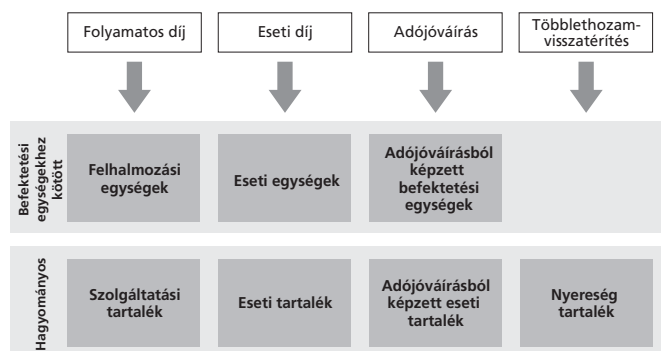 Folyamatos díj
Eseti díj
Adójóváírás
Többlethozam-
visszatérítés
Befektetési
egységekhez
kötött
Felhalmozási
egységek
Eseti egységek
Adójóváírásból
képzett
befektetési
egységek
Hagyományos
Szolgáltatási
tartalék
Eseti tartalék
Adójóváírásból
képzett eseti
tartalék
Nyereség
tartalék